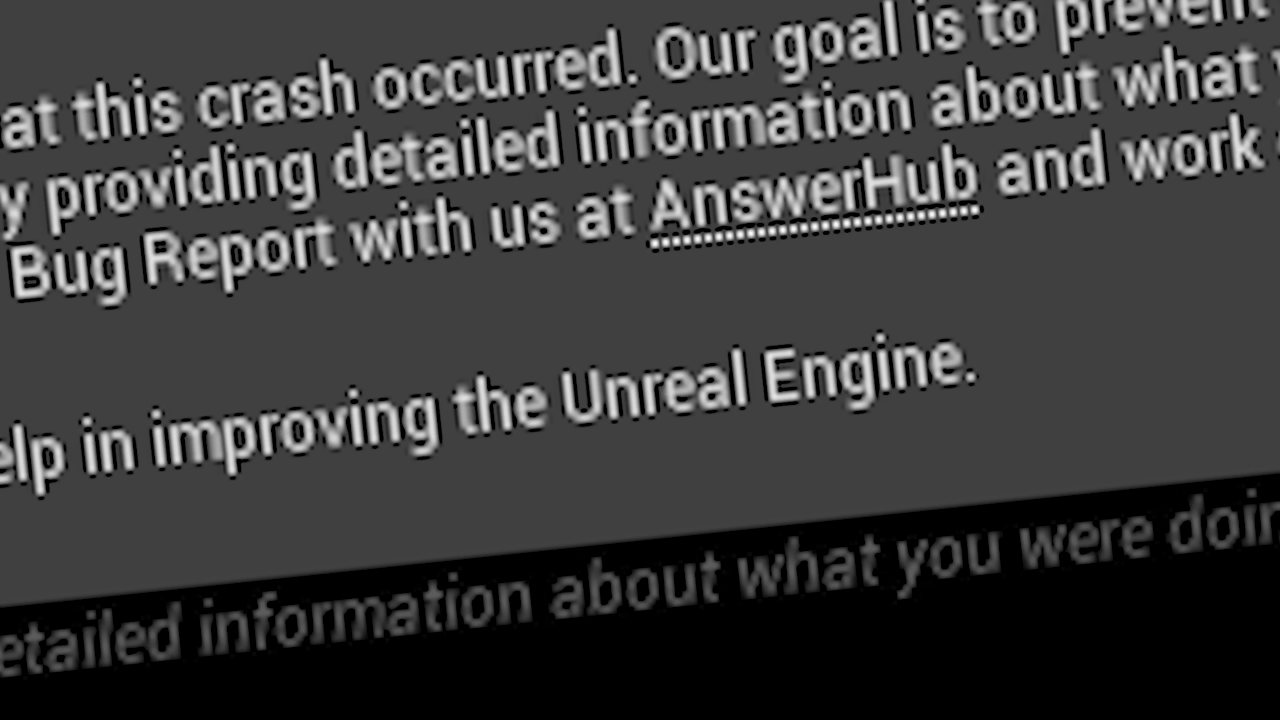 at this crash occurred. Our goal is to prevent
y providing detailed information about what
Bug Report with us at AnswerHub and work
elp in improving the Unreal Engine.
etailed information about what you were doin